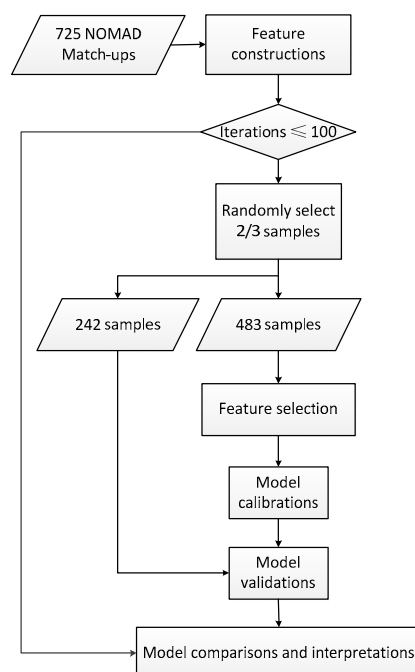 725 NOMAD
Match-ups
Feature
constructions
Iterations ≤ 100
Randomly select
2/3 samples
242 samples
483 samples
Feature selection
Model
calibrations
Model
validations
Model comparisons and interpretations